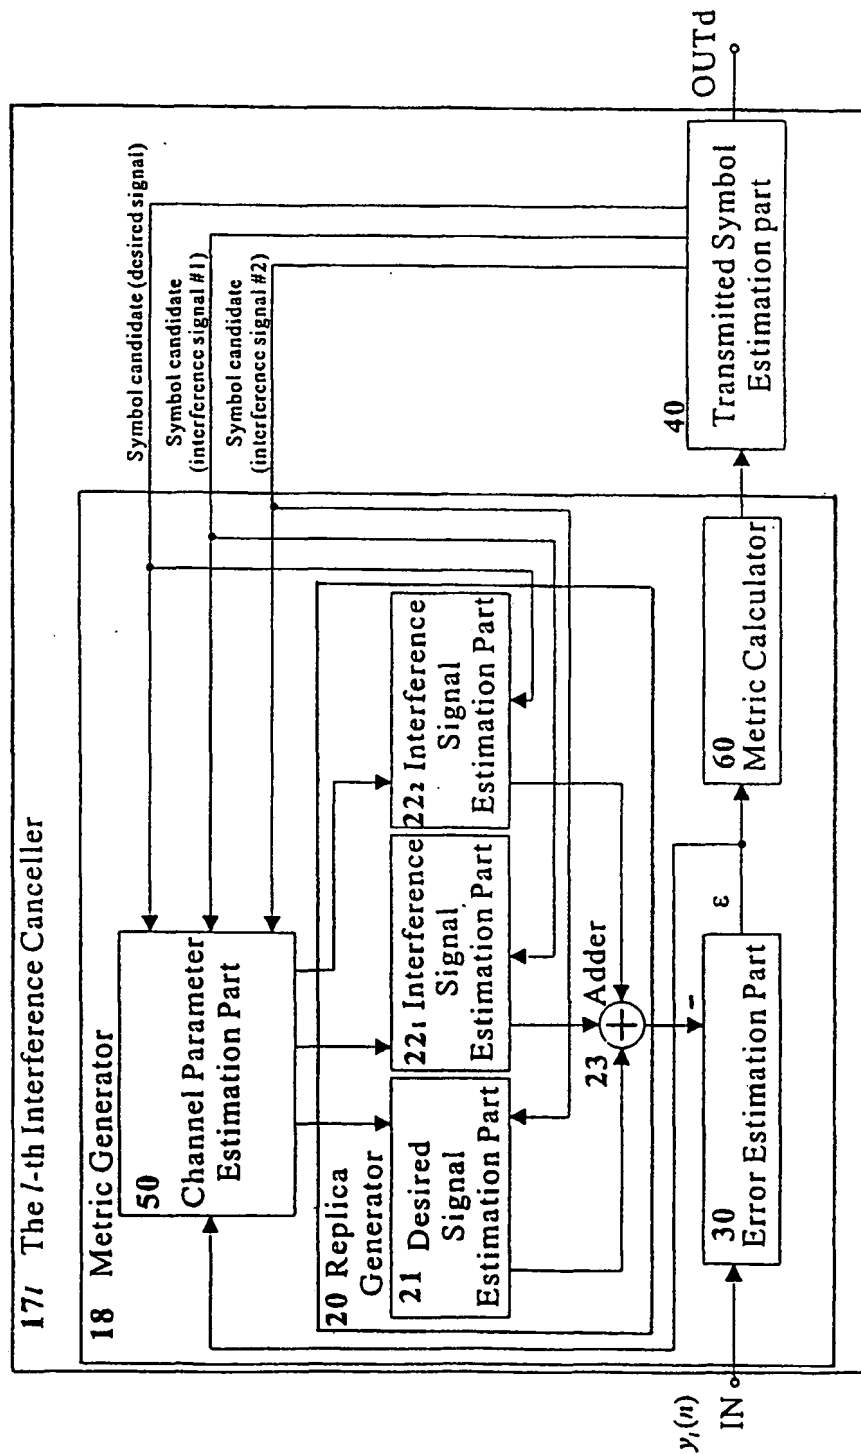 17l The l-th Interference Canceller
18 Metric Generator
50
Channel Parameter
Estimation Part
Symbol candidate (desired signal)
Symbol candidate
(interference signal #1)
Symbol candidate
(interference signal #2)
20 Replica
Generator
21 Desired
Signal
Estimation Part
221 Interference
Signal
Estimation Part
222 Interference
Signal
Estimation Part
23
Adder
+
-
yl(n)
IN
30
Error Estimation Part
ε
60
Metric Calculator
40
Transmitted Symbol
Estimation part
OUTd